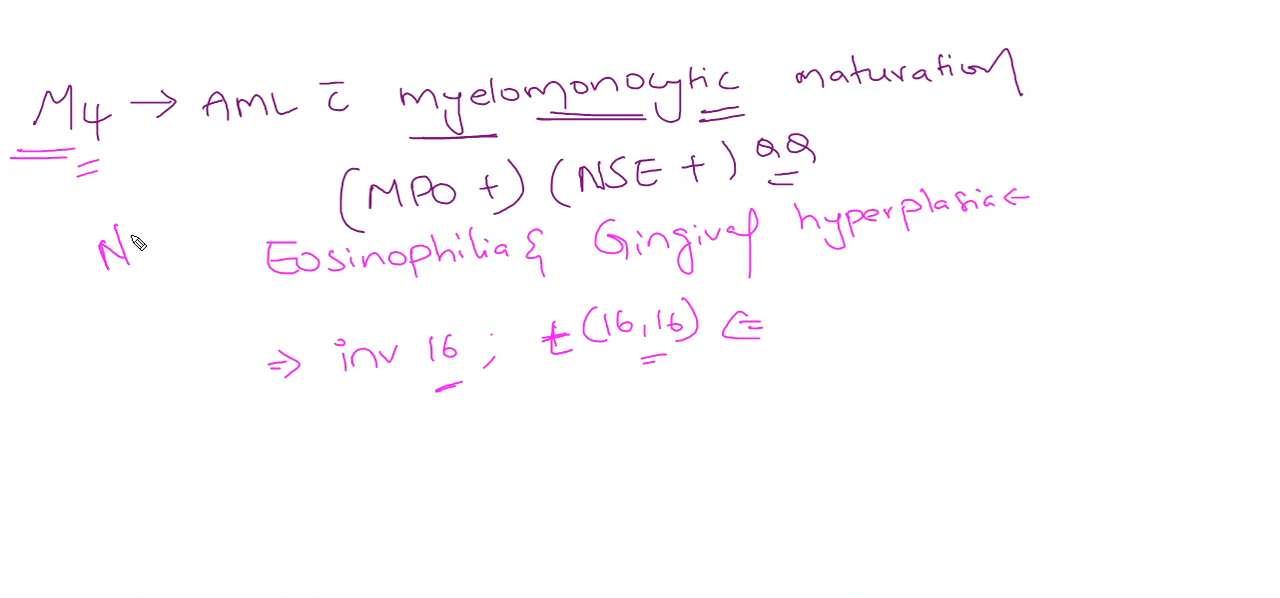 M4 → AML c̄ myelomonocytic maturation
(MPO +) (NSE +) QQ
N
Eosinophilia & Gingival hyperplasia ←
⇒ inv 16 ; t(16,16) ⇐